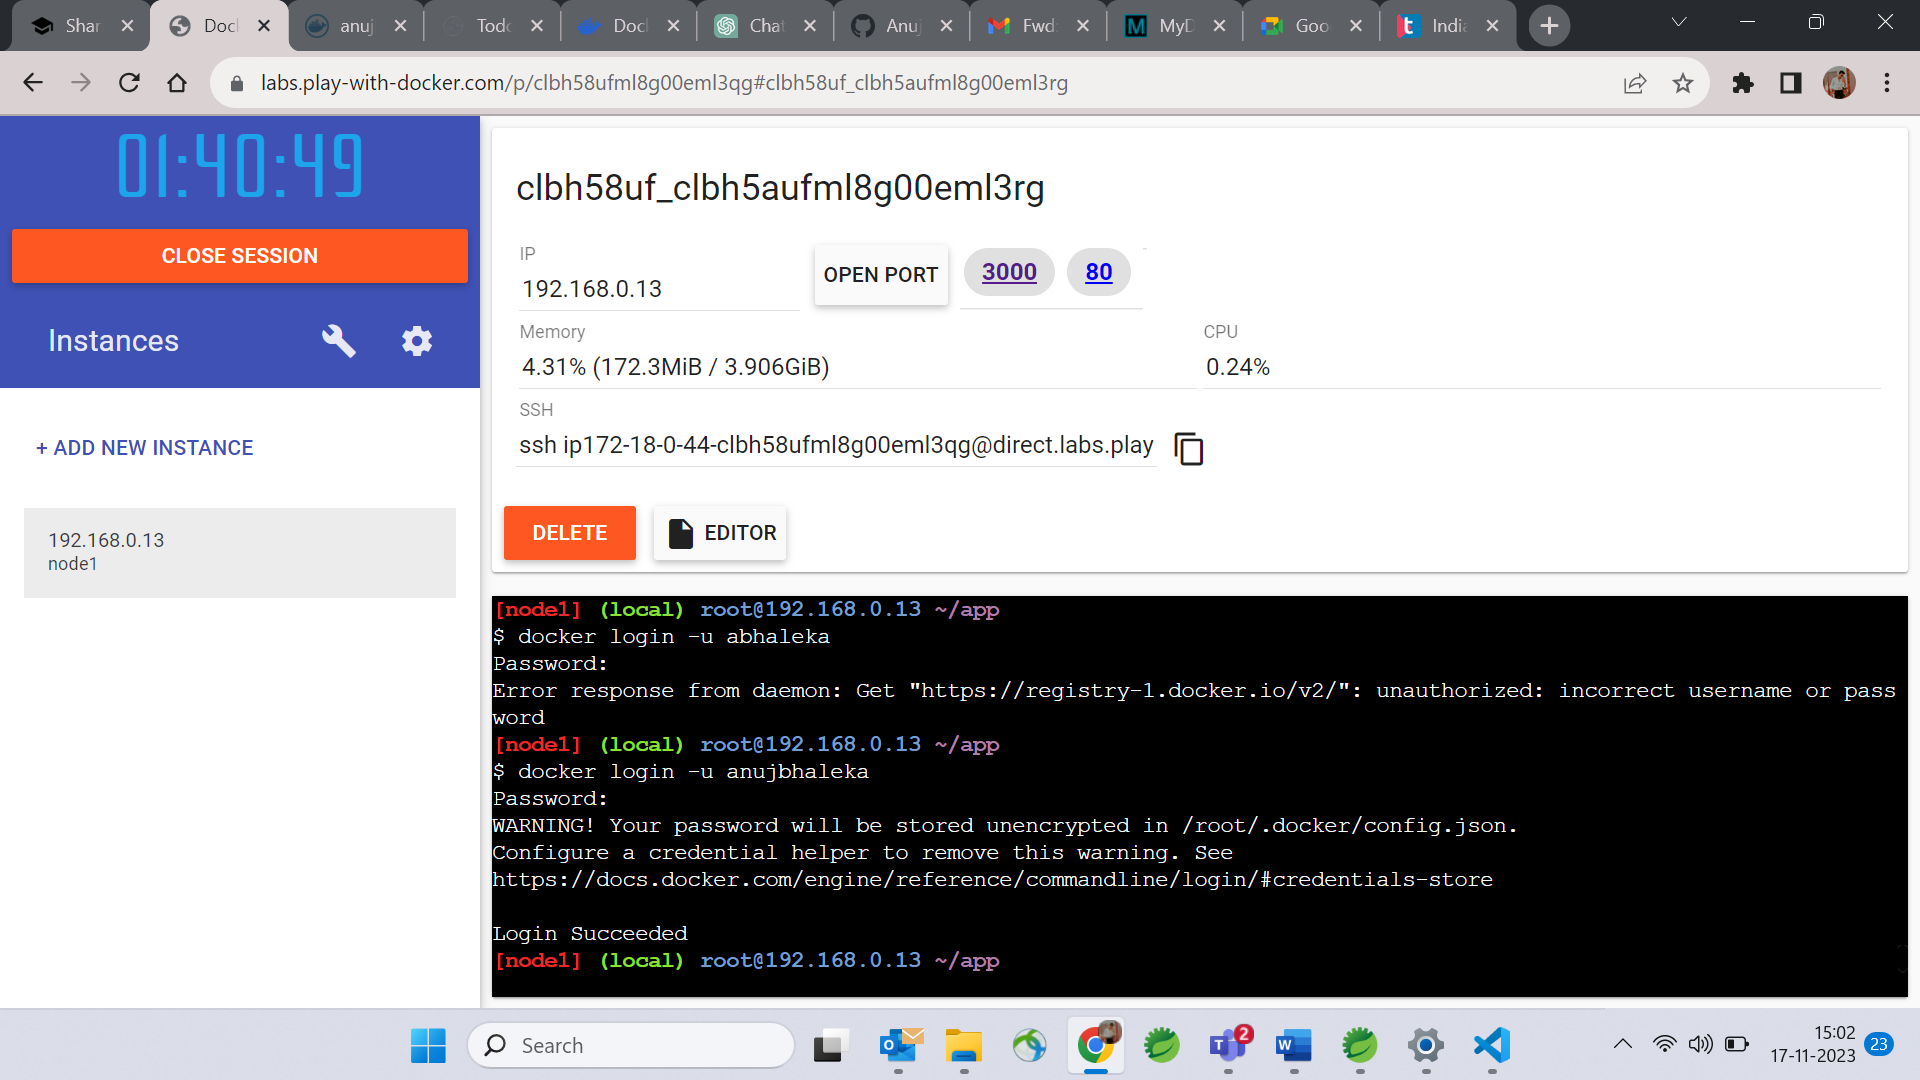 Shar
Doc
anuj
Todo
Doc
Chat
Anuj
Fwd:
MyD
Goo
India
labs.play-with-docker.com/p/clbh58ufml8g00eml3qg#clbh58uf_clbh5aufml8g00eml3rg
01:40:49
CLOSE SESSION
Instances
+ ADD NEW INSTANCE
192.168.0.13
node1
clbh58uf_clbh5aufml8g00eml3rg
IP
192.168.0.13
OPEN PORT
3000
80
Memory
4.31% (172.3MiB / 3.906GiB)
CPU
0.24%
SSH
ssh ip172-18-0-44-clbh58ufml8g00eml3qg@direct.labs.play
DELETE
EDITOR
[node1] (local) root@192.168.0.13 ~/app
$ docker login -u abhaleka
Password:
Error response from daemon: Get "https://registry-1.docker.io/v2/": unauthorized: incorrect username or pass
word
[node1] (local) root@192.168.0.13 ~/app
$ docker login -u anujbhaleka
Password:
WARNING! Your password will be stored unencrypted in /root/.docker/config.json.
Configure a credential helper to remove this warning. See
https://docs.docker.com/engine/reference/commandline/login/#credentials-store
Login Succeeded
[node1] (local) root@192.168.0.13 ~/app
Search
2
15:02
17-11-2023
23